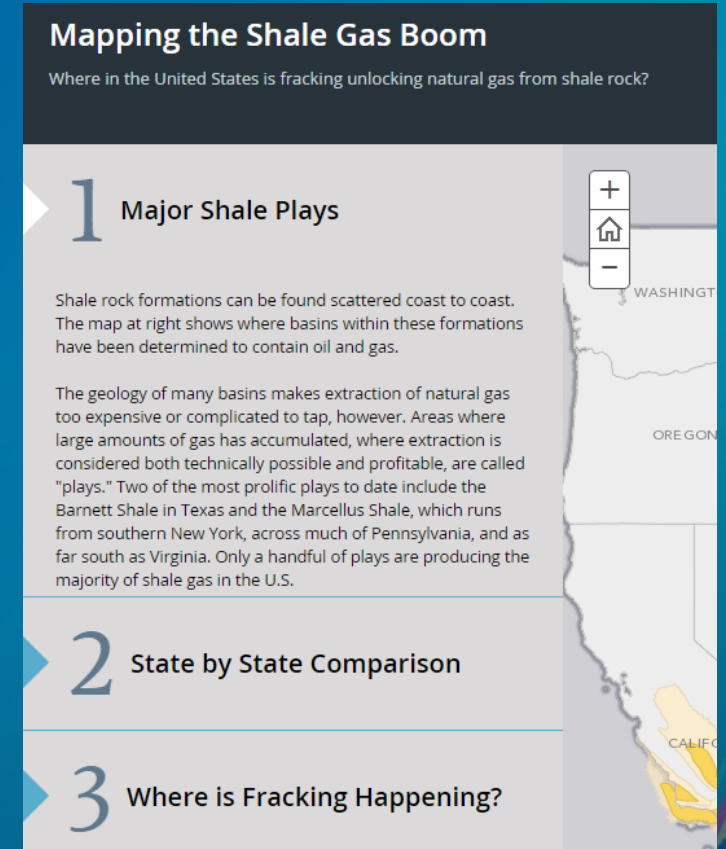 Mapping the Shale Gas Boom
Where in the United States is fracking unlocking natural gas from shale rock?
1 Major Shale Plays
Shale rock formations can be found scattered coast to coast.
The map at right shows where basins within these formations
have been determined to contain oil and gas.
The geology of many basins makes extraction of natural gas
too expensive or complicated to tap, however. Areas where
large amounts of gas has accumulated, where extraction is
considered both technically possible and profitable, are called
"plays." Two of the most prolific plays to date include the
Barnett Shale in Texas and the Marcellus Shale, which runs
from southern New York, across much of Pennsylvania, and as
far south as Virginia. Only a handful of plays are producing the
majority of shale gas in the U.S.
2 State by State Comparison
3 Where is Fracking Happening?
+
−
WASHINGT
OREGON
CALIFO